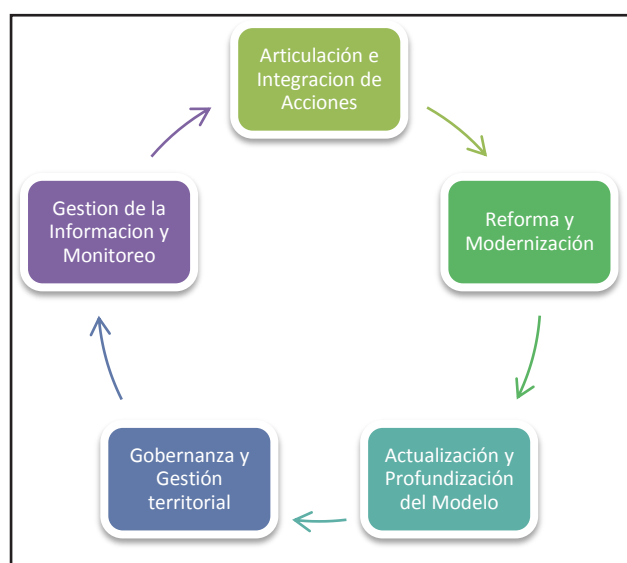 Articulación e
Integracion de
Acciones
Reforma y
Modernización
Actualización y
Profundización
del Modelo
Gobernanza y
Gestión
territorial
Gestion de la
Informacion y
Monitoreo